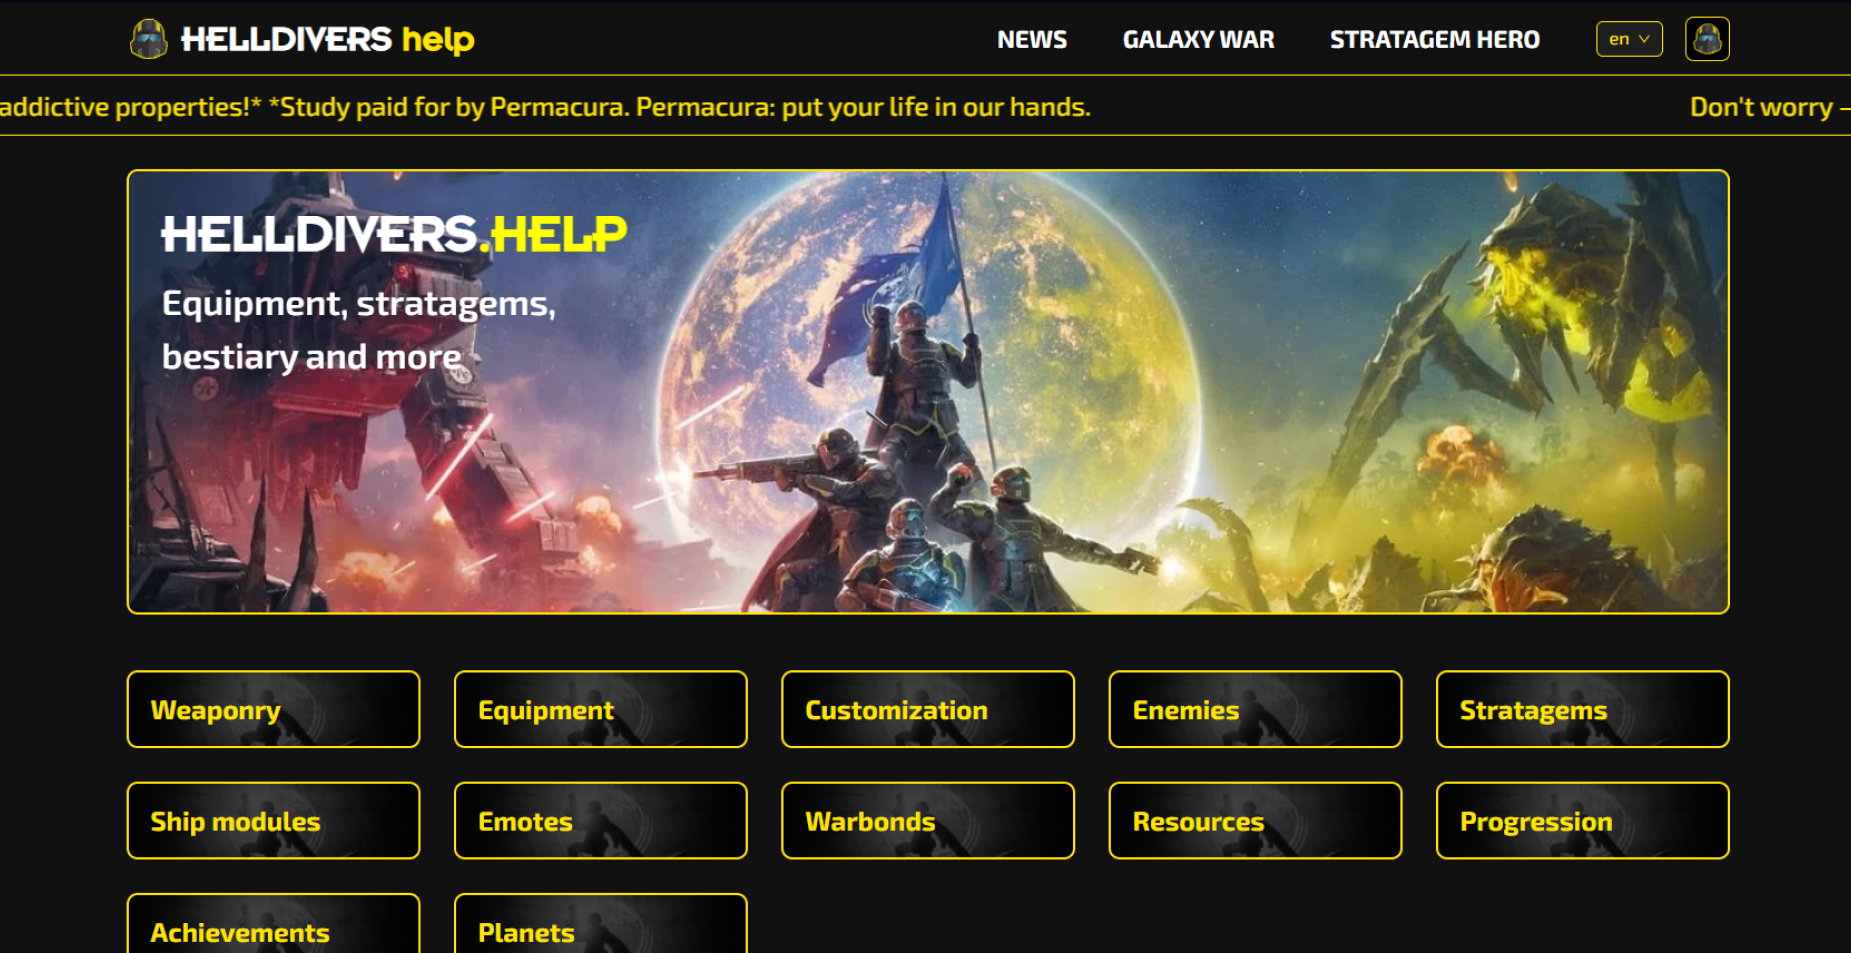 HELLDIVERS help
NEWS
GALAXY WAR
STRATAGEM HERO
en
addictive properties!* *Study paid for by Permacura. Permacura: put your life in our hands.
Don't worry –
HELLDIVERS.HELP
Equipment, stratagems,
bestiary and more
Weaponry
Equipment
Customization
Enemies
Stratagems
Ship modules
Emotes
Warbonds
Resources
Progression
Achievements
Planets